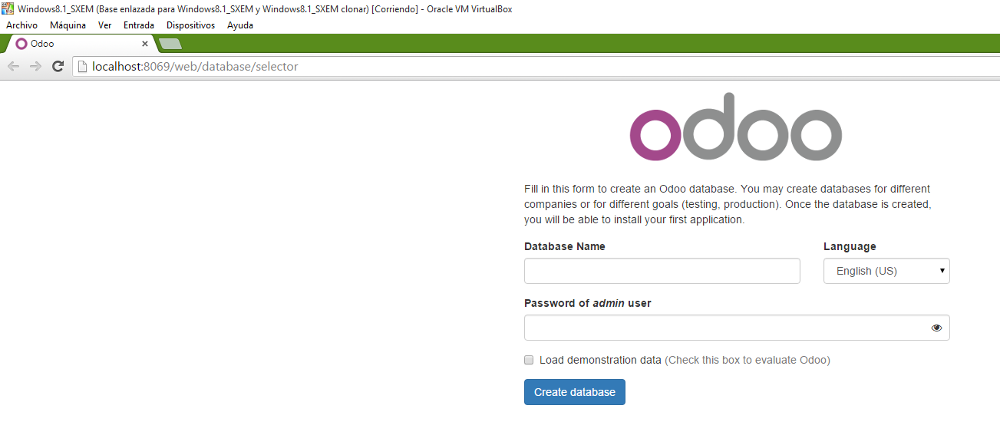 Windows8.1_SXEM (Base enlazada para Windows8.1_SXEM y Windows8.1_SXEM clonar) [Corriendo] - Oracle VM VirtualBox
Archivo Máquina Ver Entrada Dispositivos Ayuda
Odoo
localhost:8069/web/database/selector
odoo
Fill in this form to create an Odoo database. You may create databases for different
companies or for different goals (testing, production). Once the database is created,
you will be able to install your first application.
Database Name Language
English (US)
Password of admin user
Load demonstration data (Check this box to evaluate Odoo)
Create database